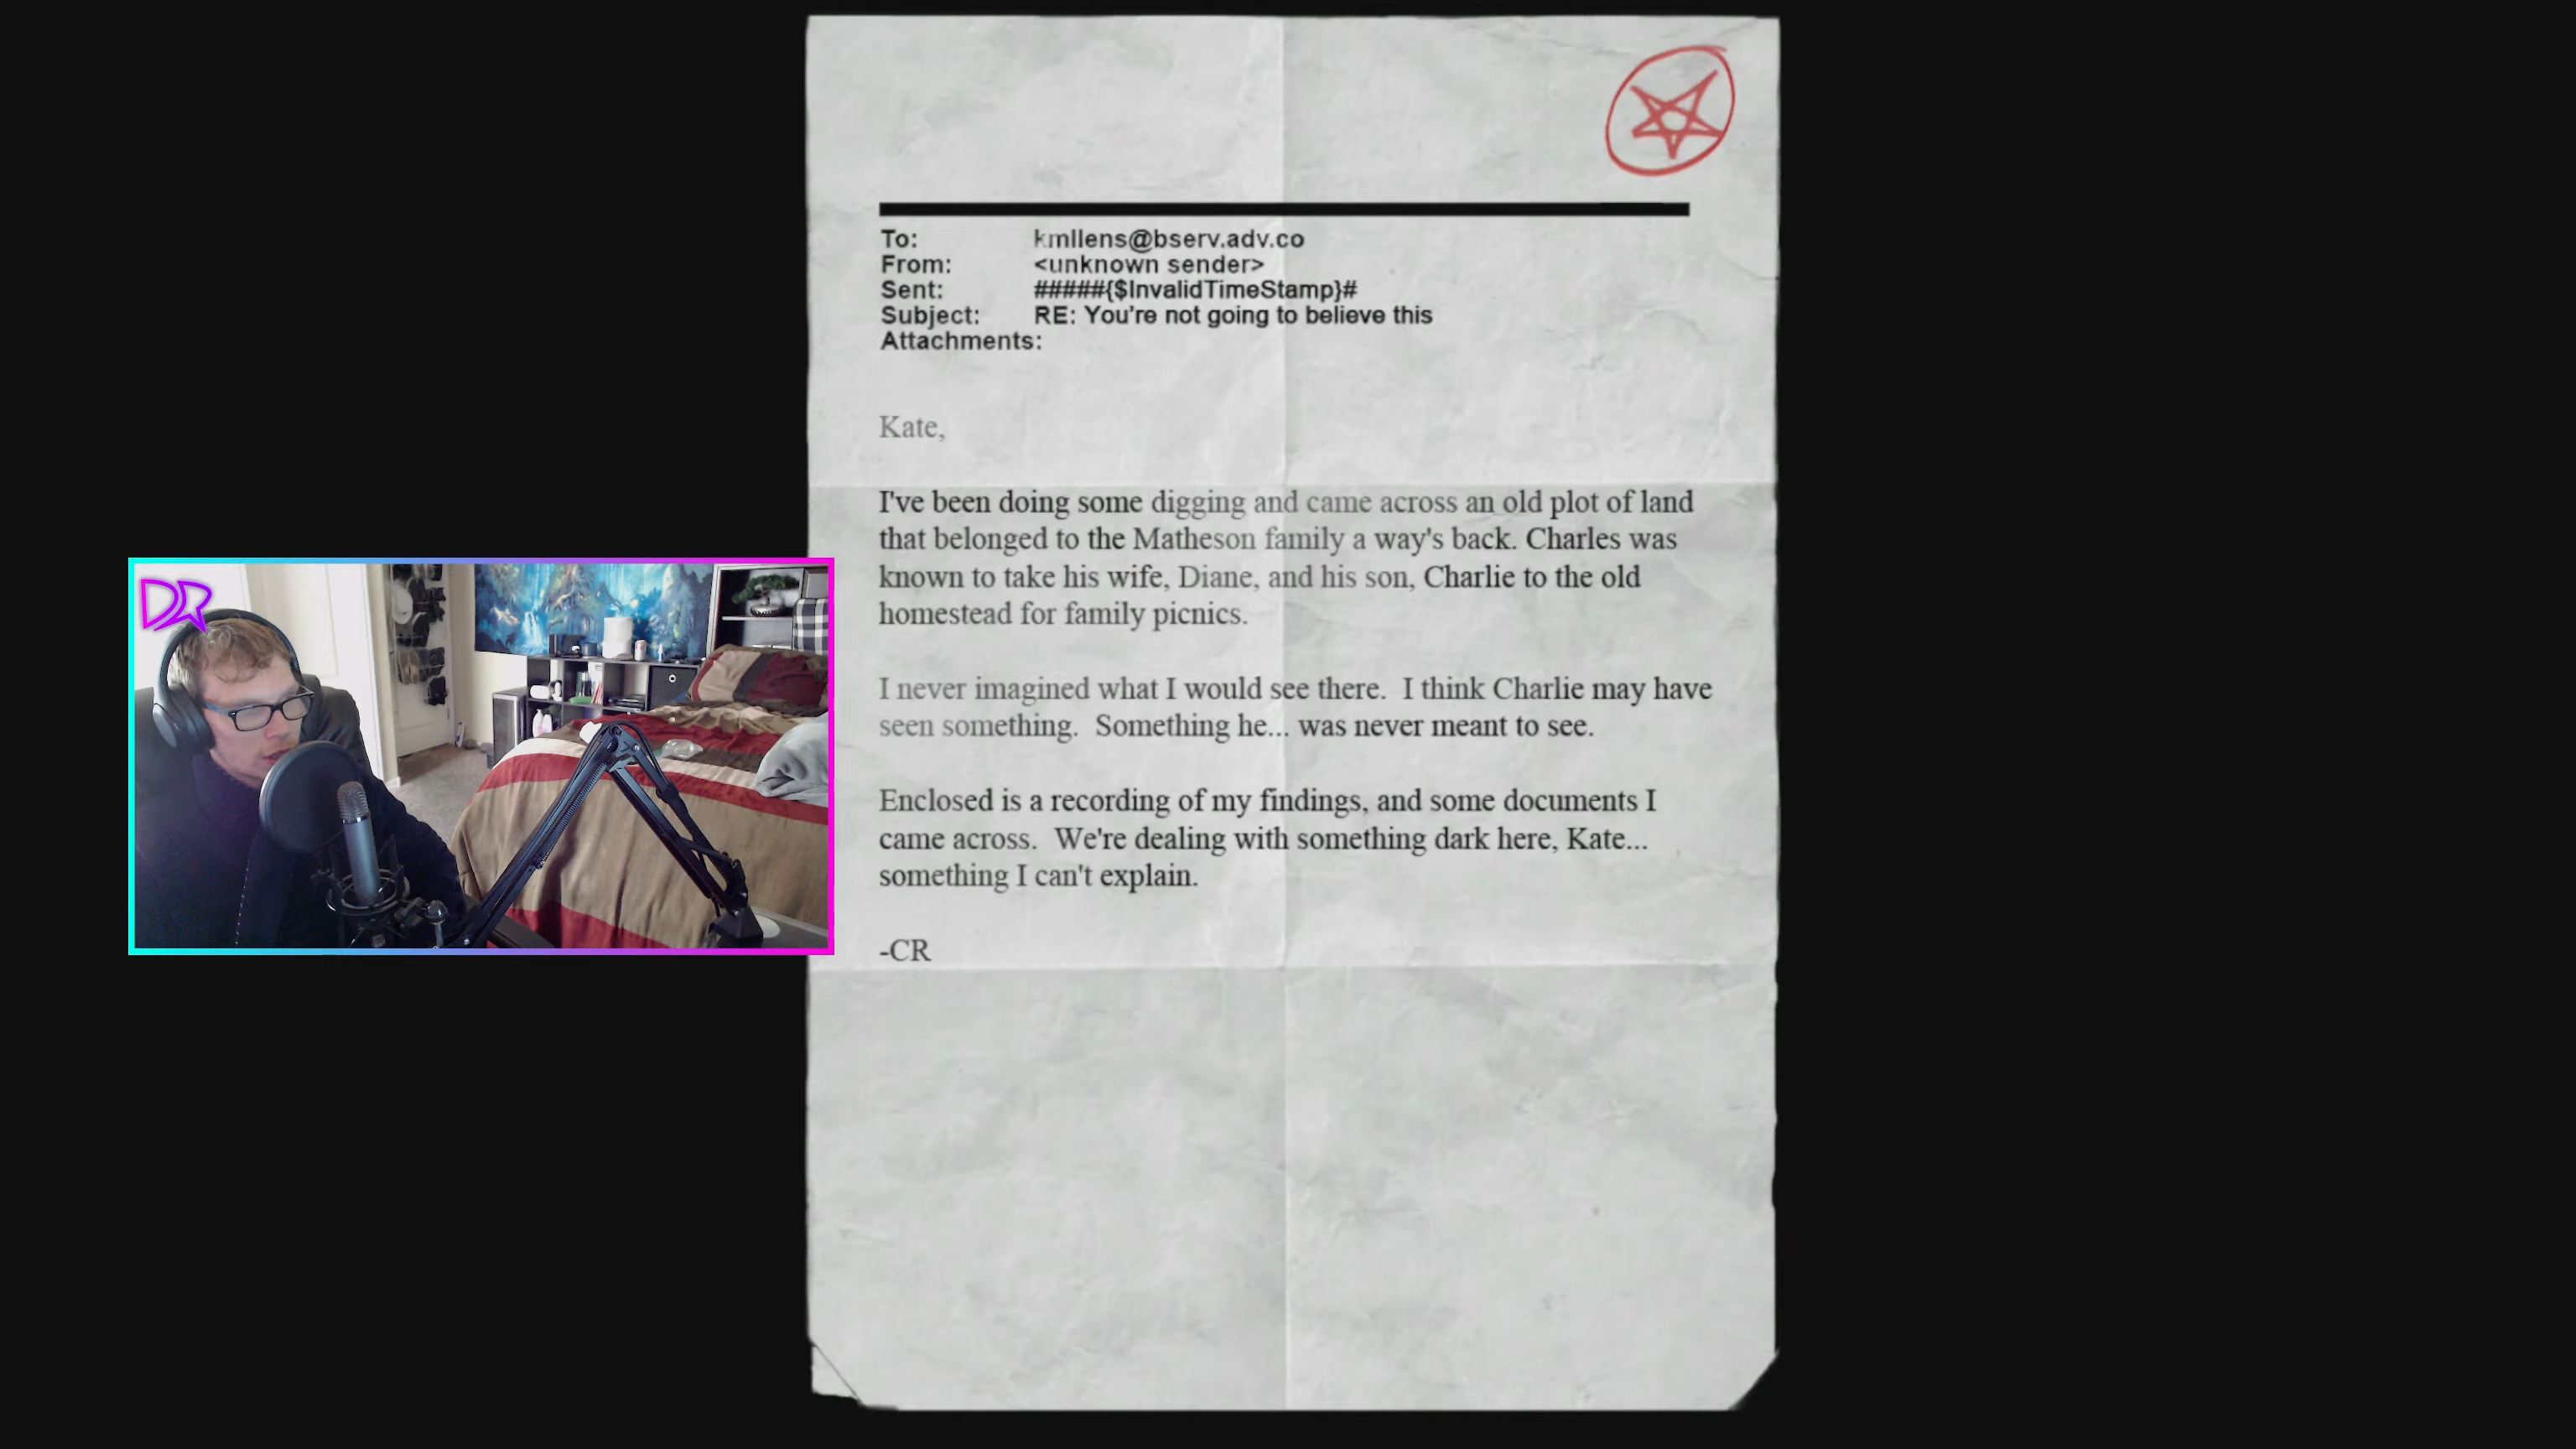 To: kmllens@bserv.adv.co
From: <unknown sender>
Sent: #####{$InvalidTimeStamp}#
Subject: RE: You're not going to believe this
Attachments:
Kate,
I've been doing some digging and came across an old plot of land
that belonged to the Matheson family a way's back. Charles was
known to take his wife, Diane, and his son, Charlie to the old
homestead for family picnics.
I never imagined what I would see there.  I think Charlie may have
seen something.  Something he... was never meant to see.
Enclosed is a recording of my findings, and some documents I
came across.  We're dealing with something dark here, Kate...
something I can't explain.
-CR
DR